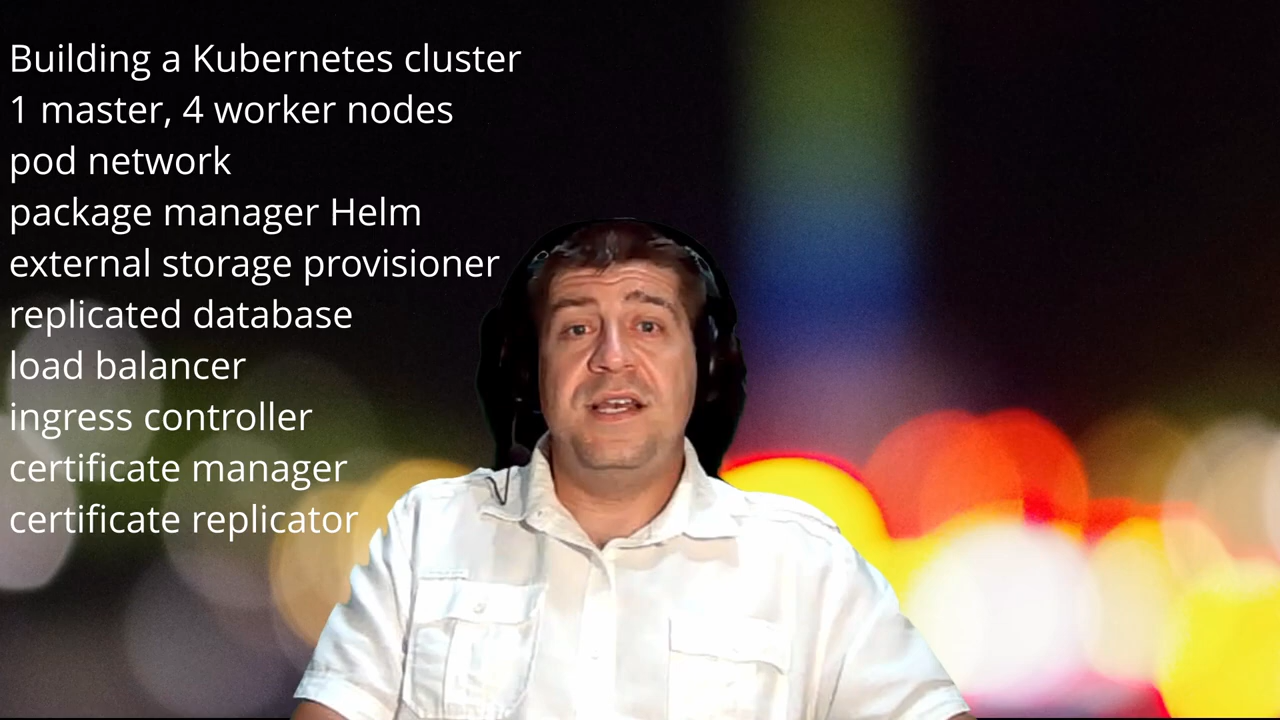 Building a Kubernetes cluster
1 master, 4 worker nodes
pod network
package manager Helm
external storage provisioner
replicated database
load balancer
ingress controller
certificate manager
certificate replicator